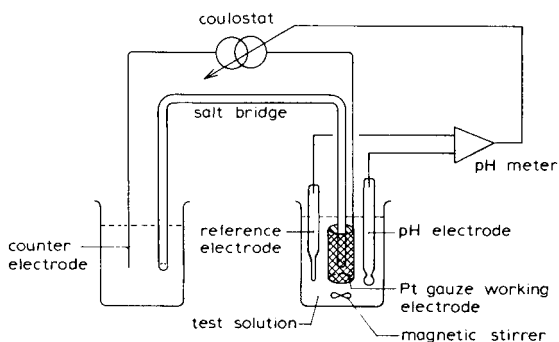 coulostat
salt bridge
pH meter
reference
electrode
pH electrode
counter
electrode
Pt gauze working
electrode
test solution
magnetic stirrer